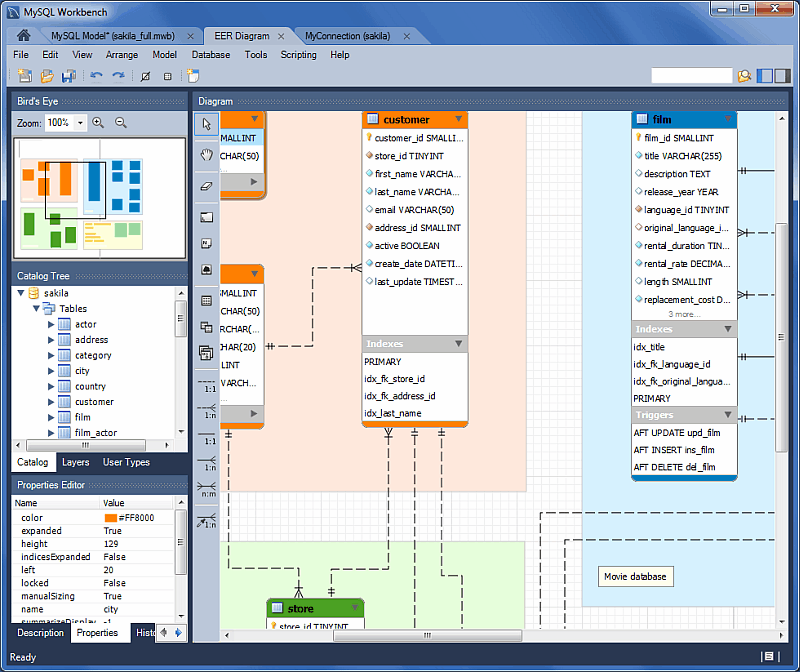 MySQL Workbench
MySQL Model* (sakila_full.mwb)
EER Diagram
MyConnection (sakila)
File Edit View Arrange Model Database Tools Scripting Help
Bird's Eye
Zoom: 100%
Catalog Tree
sakila
Tables
actor
address
category
city
country
customer
film
film_actor
Catalog Layers User Types
Properties Editor
Name Value
color #FF8000
expanded True
height 129
indicesExpanded False
left 20
locked False
manualSizing True
name city
summarizeDisplay -1
Description Properties Histo
Diagram
1:1
1:n
1:1
1:n
n:m
1:n
SMALLINT
CHAR(50)
SMALLINT
CHAR(50)
RCHAR(...
CHAR(20)
LINT
VARCHA...
customer
customer_id SMALLI...
store_id TINYINT
first_name VARCHA...
last_name VARCHA...
email VARCHAR(50)
address_id SMALLINT
active BOOLEAN
create_date DATETI...
last_update TIMEST...
Indexes
PRIMARY
idx_fk_store_id
idx_fk_address_id
idx_last_name
store
store_id TINYINT
film
film_id SMALLINT
title VARCHAR(255)
description TEXT
release_year YEAR
language_id TINYINT
original_language_i...
rental_duration TIN...
rental_rate DECIMA...
length SMALLINT
replacement_cost D...
3 more...
Indexes
idx_title
idx_fk_language_id
idx_fk_original_langua...
PRIMARY
Triggers
AFT UPDATE upd_film
AFT INSERT ins_film
AFT DELETE del_film
Movie database
Ready